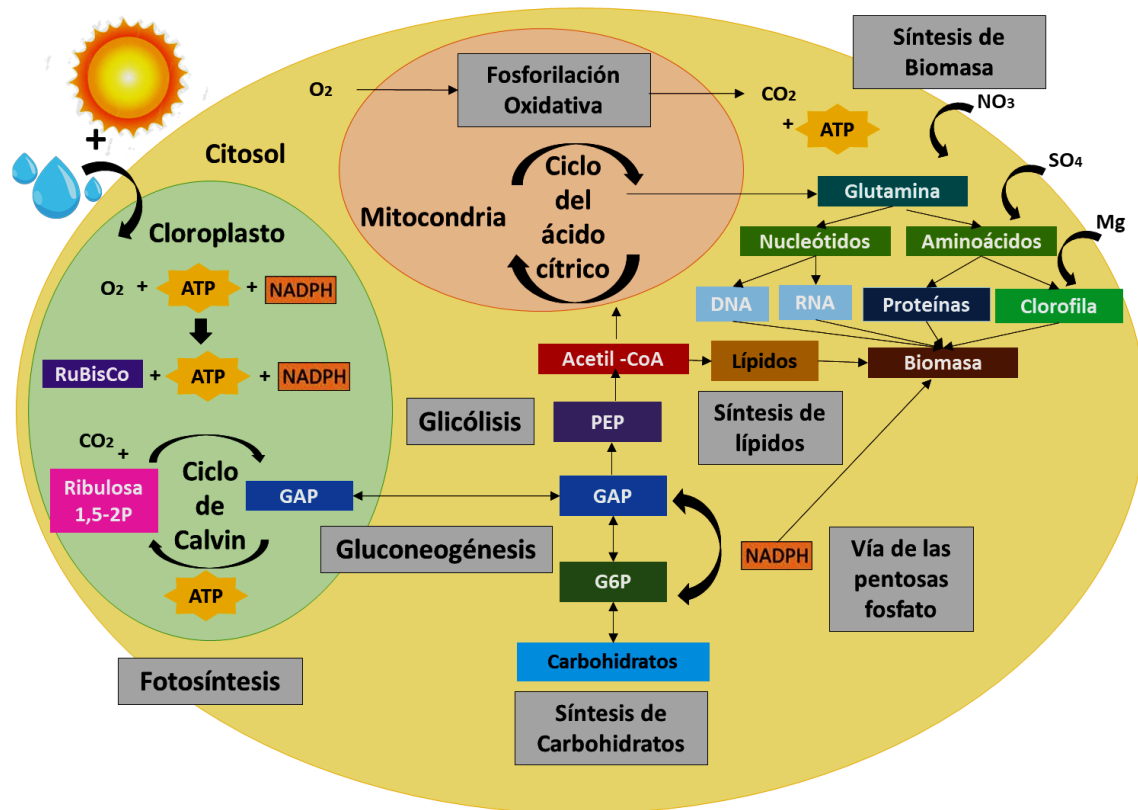 Síntesis de
Biomasa
Fosforilación
Oxidativa
O₂
CO₂
+
ATP
NO₃
+
Citosol
SO₄
Ciclo
del
ácido
cítrico
Mitocondria
Glutamina
Mg
Cloroplasto
Nucleótidos
Aminoácidos
O₂ + ATP + NADPH
DNA
RNA
Proteínas
Clorofila
RuBisCo + ATP + NADPH
Acetil -CoA
Lípidos
Biomasa
Glicólisis
PEP
Síntesis de
lípidos
CO₂
+
Ribulosa
1,5-2P
Ciclo
de
Calvin
GAP
GAP
Gluconeogénesis
NADPH
Vía de las
pentosas
fosfato
ATP
G6P
Carbohidratos
Fotosíntesis
Síntesis de
Carbohidratos